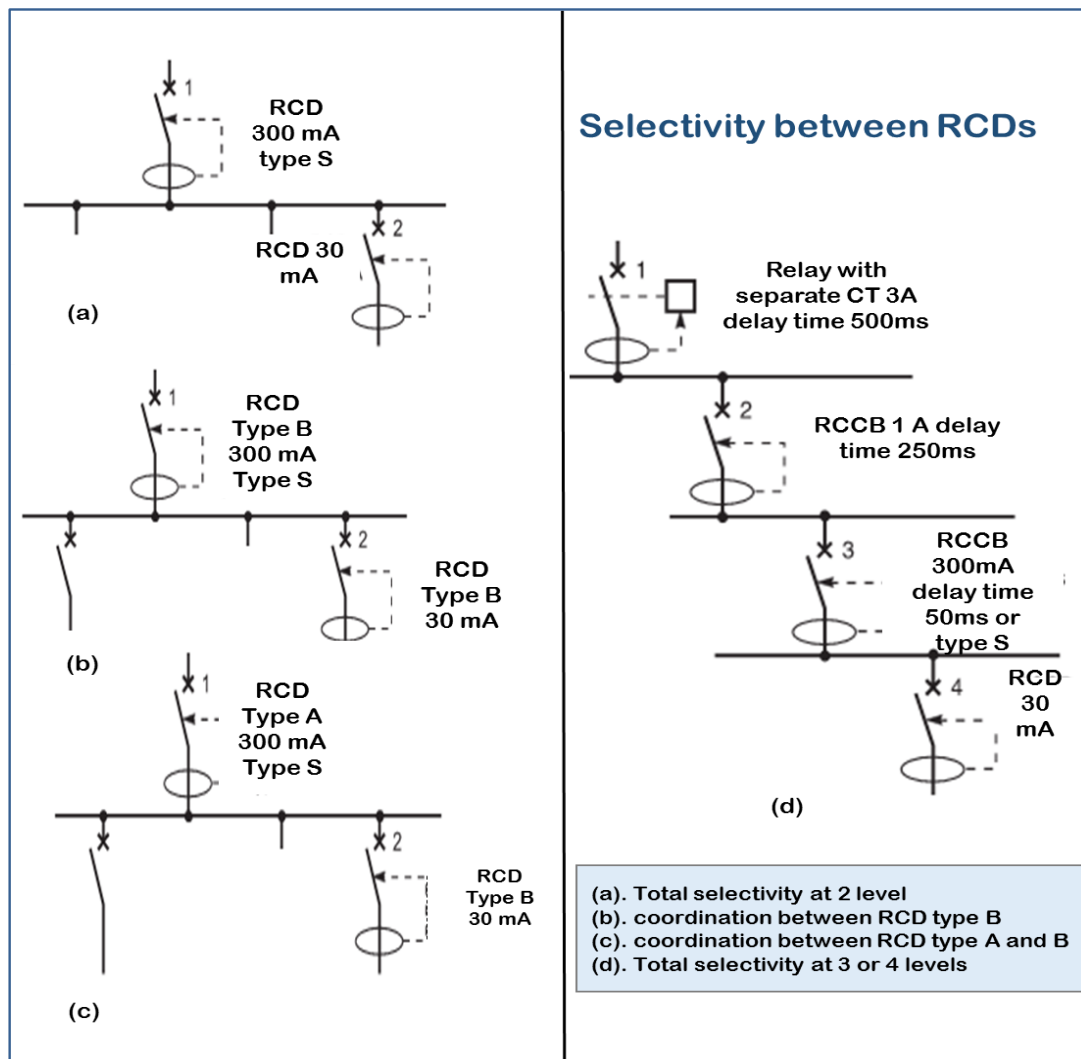 1
RCD
300 mA
type S
2
RCD 30
mA
(a)
1
RCD
Type B
300 mA
Type S
2
RCD
Type B
30 mA
(b)
1
RCD
Type A
300 mA
Type S
2
RCD
Type B
30 mA
(c)
Selectivity between RCDs
1
Relay with
separate CT 3A
delay time 500ms
2
RCCB 1 A delay
time 250ms
3
RCCB
300mA
delay time
50ms or
type S
4
RCD
30
mA
(d)
(a). Total selectivity at 2 level
(b). coordination between RCD type B
(c). coordination between RCD type A and B
(d). Total selectivity at 3 or 4 levels